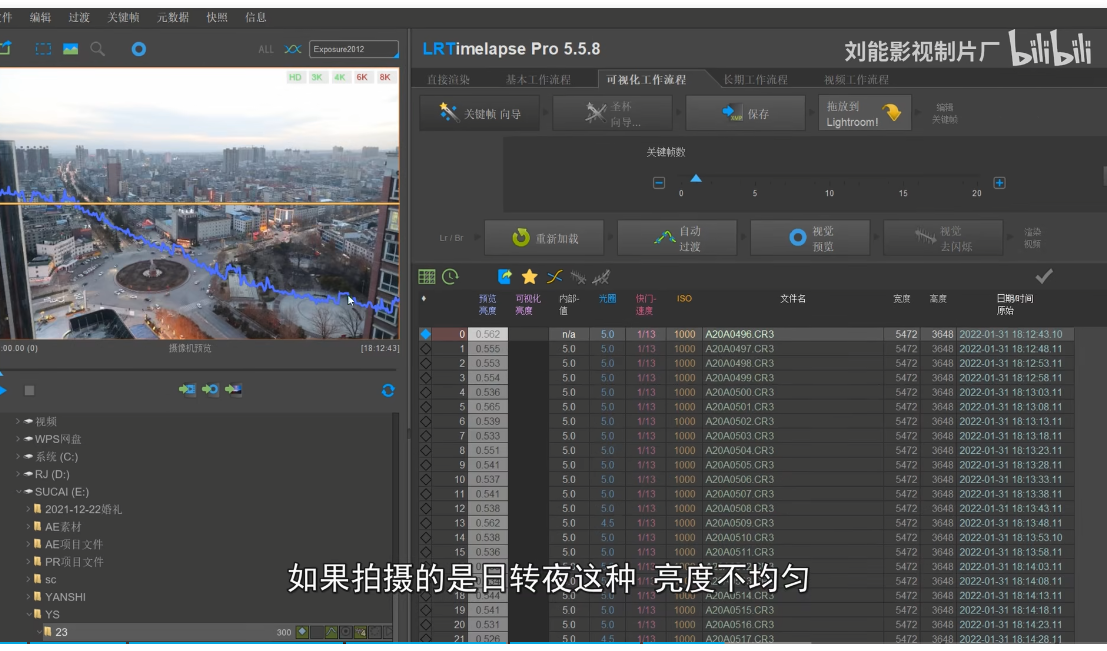 件 编辑 过渡 关键帧 元数据 快照 信息
ALL Exposure2012
HD 3K 4K 6K 8K
:00.00 (0) 摄像机预览 [18:12:43]
视频
WPS网盘
系统 (C:)
RJ (D:)
SUCAI (E:)
2021-12-22婚礼
AE素材
AE项目文件
PR项目文件
sc
YANSHI
YS
23 300
LRTimelapse Pro 5.5.8
刘能影视制片厂 bilibili
直接渲染 基本工作流程 可视化工作流程 长期工作流程 视频工作流程
关键帧 向导
圣杯
向导...
保存
拖放到
Lightroom!
编辑
关键帧
关键帧数
0 5 10 15 20
Lr / Br
重新加载
自动
过渡
视觉
预览
视觉
去闪烁
渲染
视频
预览 亮度 可视化 亮度 内部- 值 光圈 快门- 速度 ISO 文件名 宽度 高度 日期/时间 原始
0 0.562 n/a 5.0 1/13 1000 A20A0496.CR3 5472 3648 2022-01-31 18:12:43.10
1 0.555 5.0 5.0 1/13 1000 A20A0497.CR3 5472 3648 2022-01-31 18:12:48.11
2 0.553 5.0 5.0 1/13 1000 A20A0498.CR3 5472 3648 2022-01-31 18:12:53.11
3 0.554 5.0 5.0 1/13 1000 A20A0499.CR3 5472 3648 2022-01-31 18:12:58.11
4 0.536 5.0 5.0 1/13 1000 A20A0500.CR3 5472 3648 2022-01-31 18:13:03.11
5 0.565 5.0 5.0 1/13 1000 A20A0501.CR3 5472 3648 2022-01-31 18:13:08.11
6 0.539 5.0 5.0 1/13 1000 A20A0502.CR3 5472 3648 2022-01-31 18:13:13.11
7 0.533 5.0 5.0 1/13 1000 A20A0503.CR3 5472 3648 2022-01-31 18:13:18.11
8 0.551 5.0 5.0 1/13 1000 A20A0504.CR3 5472 3648 2022-01-31 18:13:23.11
9 0.541 5.0 5.0 1/13 1000 A20A0505.CR3 5472 3648 2022-01-31 18:13:28.11
10 0.537 5.0 5.0 1/13 1000 A20A0506.CR3 5472 3648 2022-01-31 18:13:33.11
11 0.541 5.0 5.0 1/13 1000 A20A0507.CR3 5472 3648 2022-01-31 18:13:38.11
12 0.538 5.0 5.0 1/13 1000 A20A0508.CR3 5472 3648 2022-01-31 18:13:43.11
13 0.562 5.0 4.5 1/13 1000 A20A0509.CR3 5472 3648 2022-01-31 18:13:48.11
14 0.538 5.0 5.0 1/13 1000 A20A0510.CR3 5472 3648 2022-01-31 18:13:53.10
15 0.536 5.0 5.0 1/13 1000 A20A0511.CR3 5472 3648 2022-01-31 18:13:58.11
5472 3648 2022-01-31 18:14:03.11
5472 3648 2022-01-31 18:14:08.11
如果拍摄的是日转夜这种 亮度不均匀
18 0.544 5.0 5.0 1/13 1000 A20A0514.CR3 5472 3648 2022-01-31 18:14:13.11
19 0.541 5.0 5.0 1/13 1000 A20A0515.CR3 5472 3648 2022-01-31 18:14:18.11
20 0.531 5.0 5.0 1/13 1000 A20A0516.CR3 5472 3648 2022-01-31 18:14:23.11
21 0.526 5.0 4.5 1/13 1000 A20A0517.CR3 5472 3648 2022-01-31 18:14:28.11